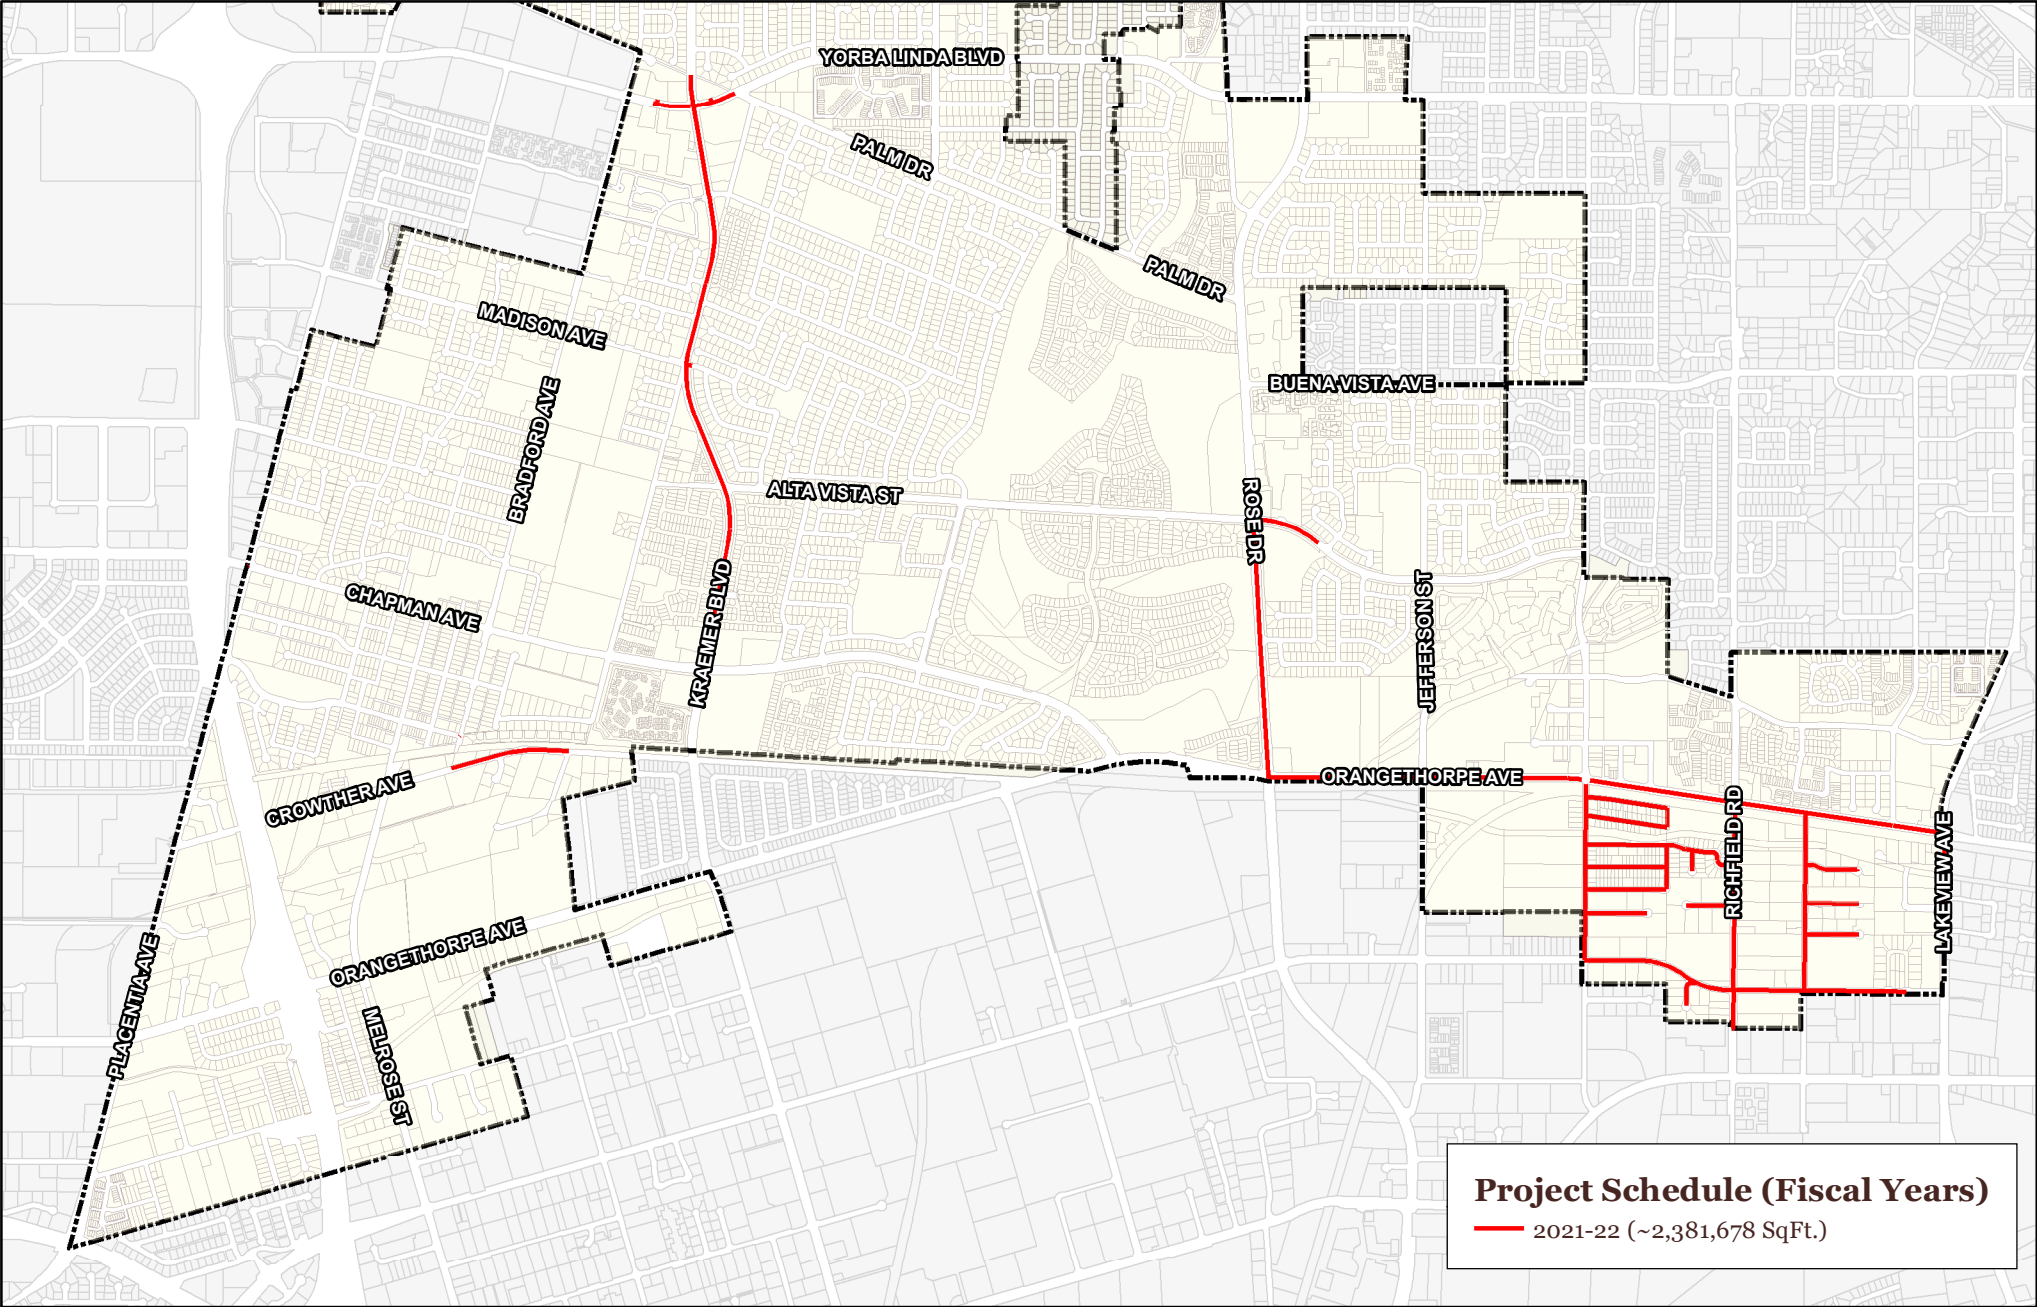 YORBA LINDA BLVD
PALM DR
PALM DR
MADISON AVE
BUENA VISTA AVE
BRADFORD AVE
ALTA VISTA ST
ROSE DR
CHAPMAN AVE
KRAEMER BLVD
JEFFERSON ST
CROWTHER AVE
ORANGETHORPE AVE
RICHFIELD RD
LAKEVIEW AVE
ORANGETHORPE AVE
PLACENTIA AVE
MELROSE ST
Project Schedule (Fiscal Years)
2021-22 (~2,381,678 SqFt.)